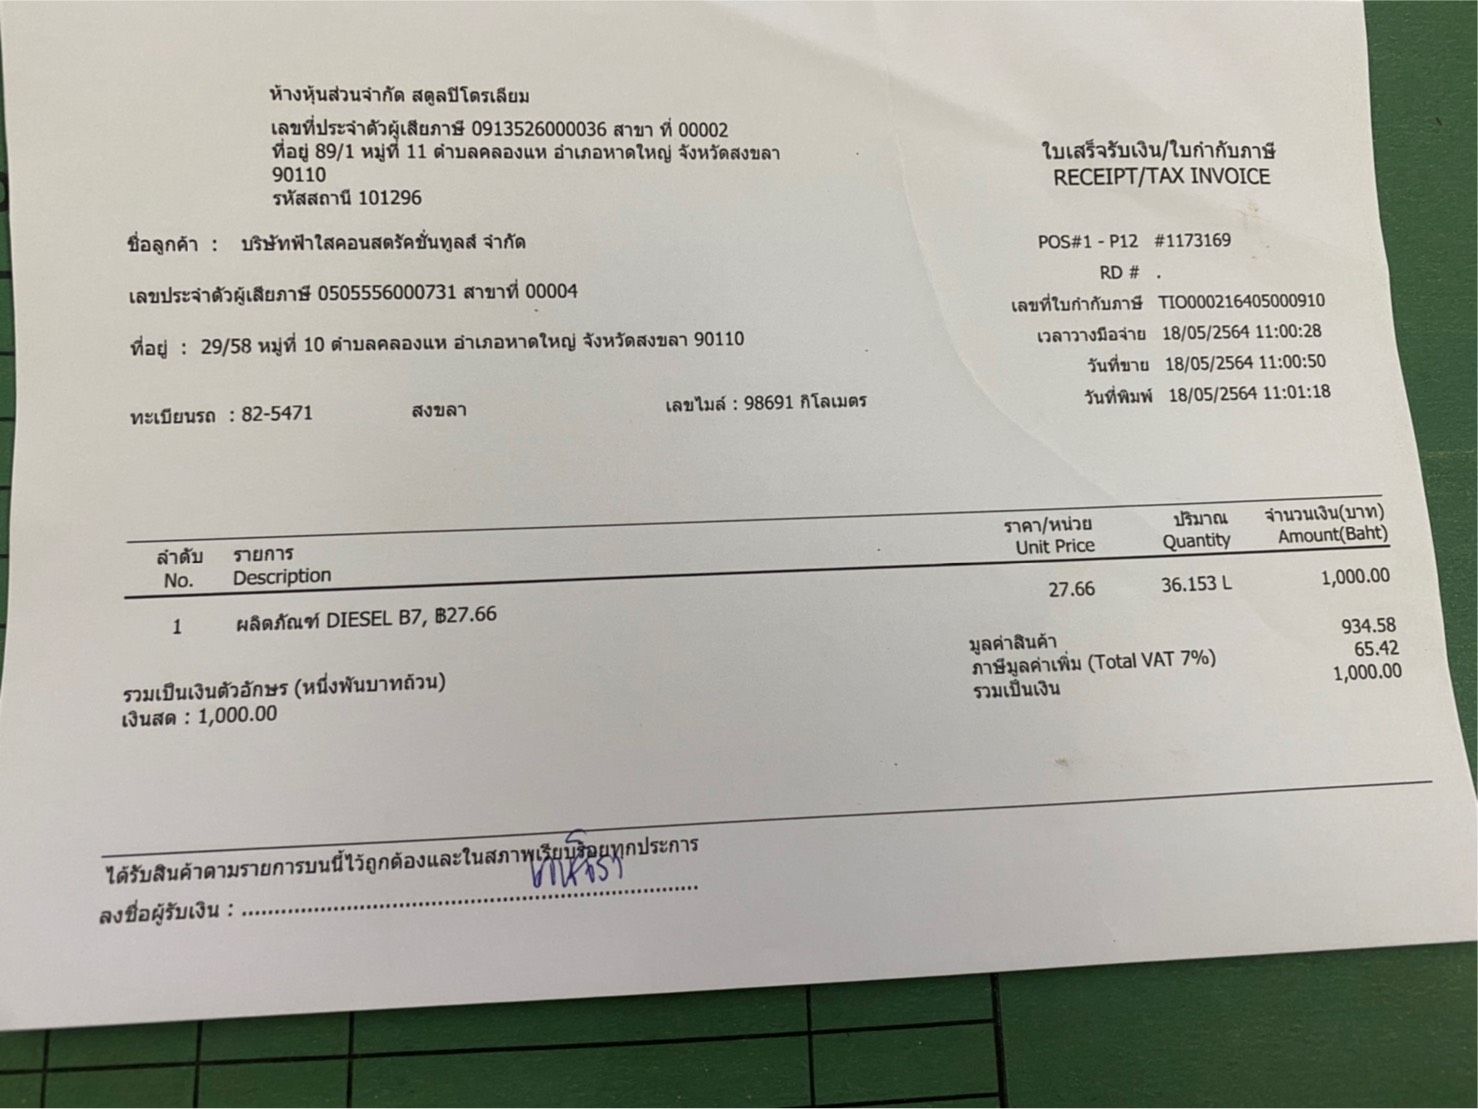 ห้างหุ้นส่วนจำกัด สตูลปิโตรเลียม
เลขที่ประจำตัวผู้เสียภาษี 0913526000036 สาขา ที่ 00002
ที่อยู่ 89/1 หมู่ที่ 11 ตำบลคลองแห อำเภอหาดใหญ่ จังหวัดสงขลา
90110
รหัสสถานี 101296
ใบเสร็จรับเงิน/ใบกำกับภาษี
RECEIPT/TAX INVOICE
ชื่อลูกค้า : บริษัทฟ้าใสคอนสตรัคชั่นทูลส์ จำกัด
POS#1 - P12 #1173169
RD # .
เลขประจำตัวผู้เสียภาษี 0505556000731 สาขาที่ 00004
เลขที่ใบกำกับภาษี TIO000216405000910
ที่อยู่ : 29/58 หมู่ที่ 10 ตำบลคลองแห อำเภอหาดใหญ่ จังหวัดสงขลา 90110
เวลาวางมือจ่าย 18/05/2564 11:00:28
วันที่ขาย 18/05/2564 11:00:50
ทะเบียนรถ : 82-5471 สงขลา เลขไมล์ : 98691 กิโลเมตร
วันที่พิมพ์ 18/05/2564 11:01:18
ลำดับ รายการ ราคา/หน่วย ปริมาณ จำนวนเงิน(บาท)
No. Description Unit Price Quantity Amount(Baht)
1 ผลิตภัณฑ์ DIESEL B7, ฿27.66 27.66 36.153 L 1,000.00
มูลค่าสินค้า 934.58
ภาษีมูลค่าเพิ่ม (Total VAT 7%) 65.42
รวมเป็นเงิน 1,000.00
รวมเป็นเงินตัวอักษร (หนึ่งพันบาทถ้วน)
เงินสด : 1,000.00
ได้รับสินค้าตามรายการบนนี้ไว้ถูกต้องและในสภาพเรียบร้อยทุกประการ
ลงชื่อผู้รับเงิน : ........................................................................